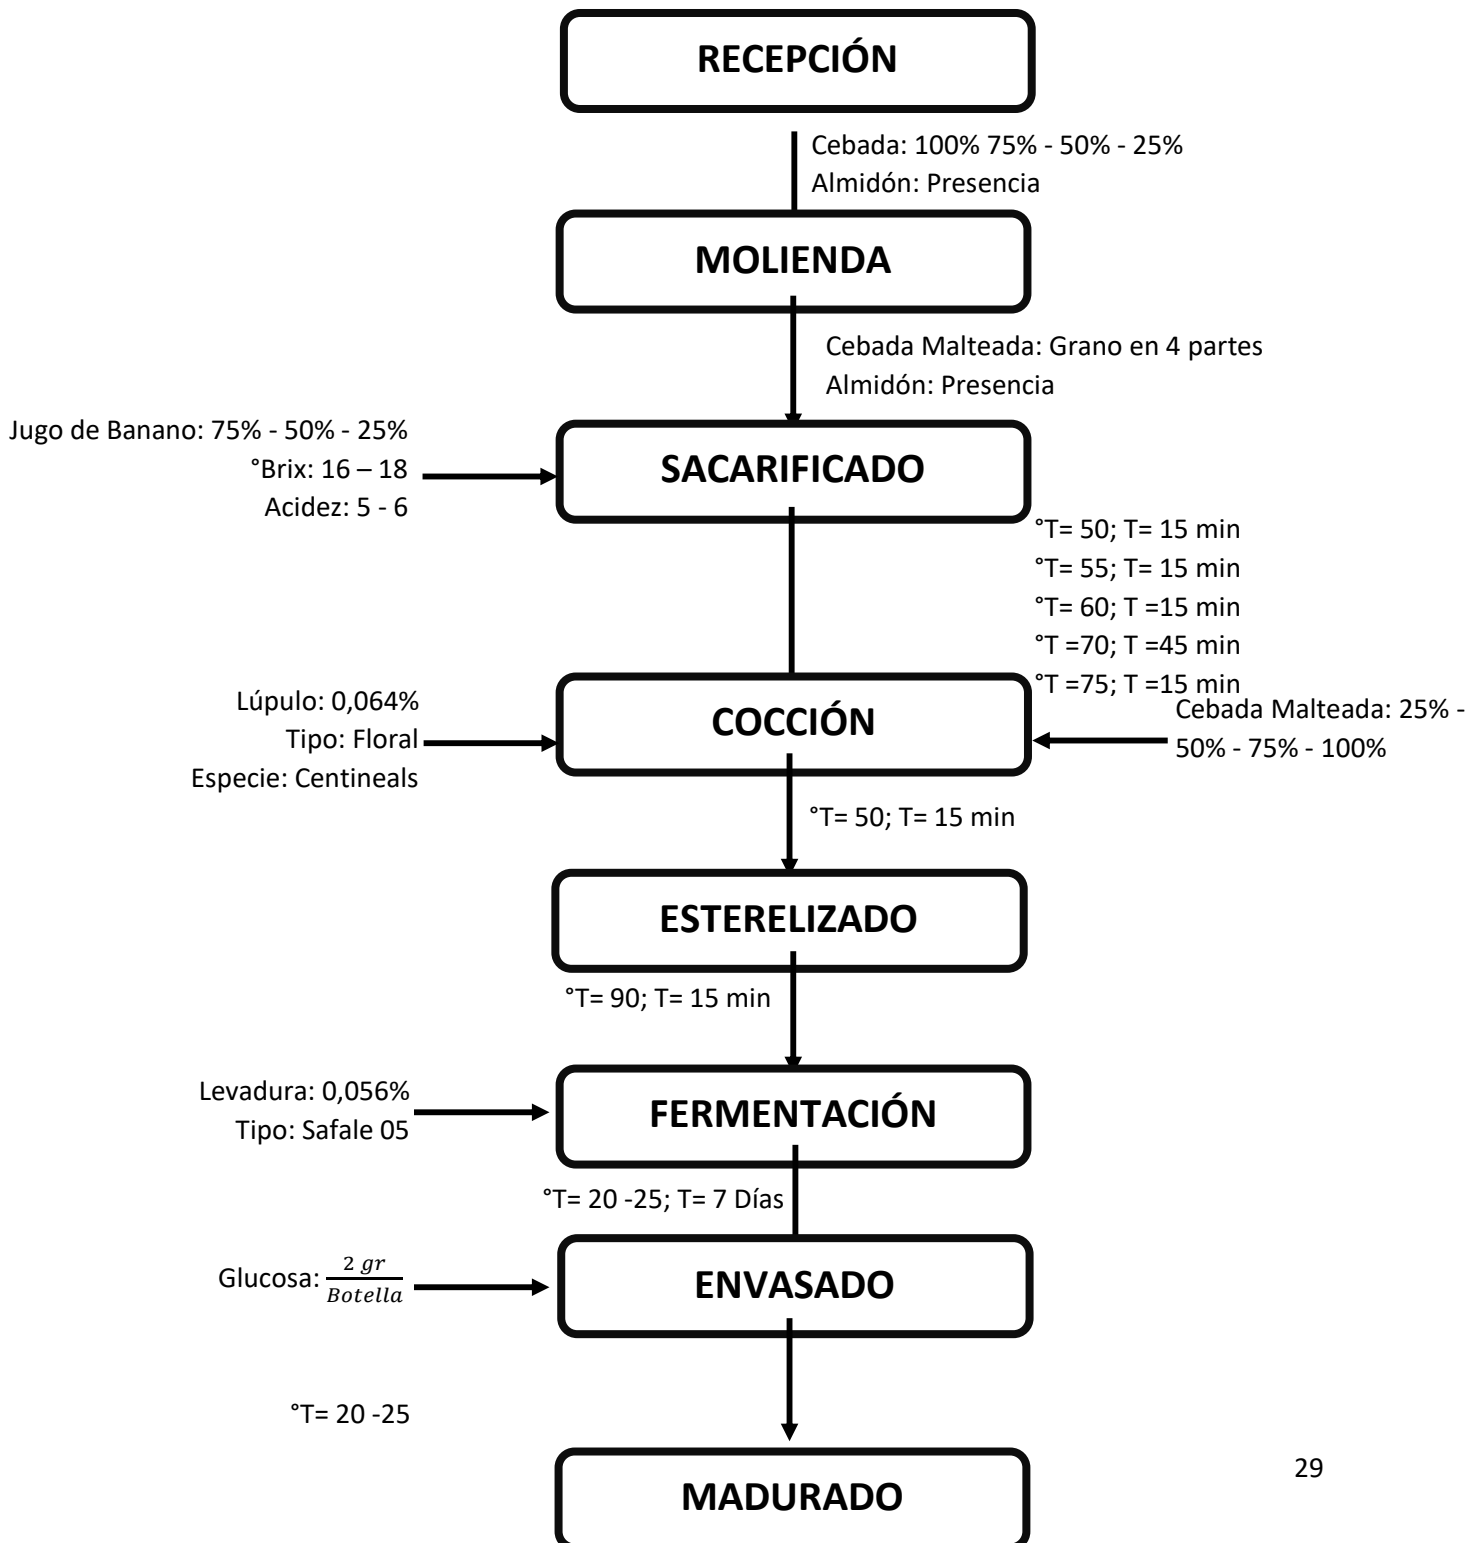 RECEPCIÓN
Cebada: 100% 75% - 50% - 25%
Almidón: Presencia
MOLIENDA
Cebada Malteada: Grano en 4 partes
Almidón: Presencia
Jugo de Banano: 75% - 50% - 25%
°Brix: 16 – 18
Acidez: 5 - 6
SACARIFICADO
°T= 50; T= 15 min
°T= 55; T= 15 min
°T= 60; T =15 min
°T =70; T =45 min
°T =75; T =15 min
Lúpulo: 0,064%
Tipo: Floral
Especie: Centineals
COCCIÓN
Cebada Malteada: 25% -
50% - 75% - 100%
°T= 50; T= 15 min
ESTERELIZADO
°T= 90; T= 15 min
Levadura: 0,056%
Tipo: Safale 05
FERMENTACIÓN
°T= 20 -25; T= 7 Días
Glucosa: 2 gr / Botella
ENVASADO
°T= 20 -25
29
MADURADO